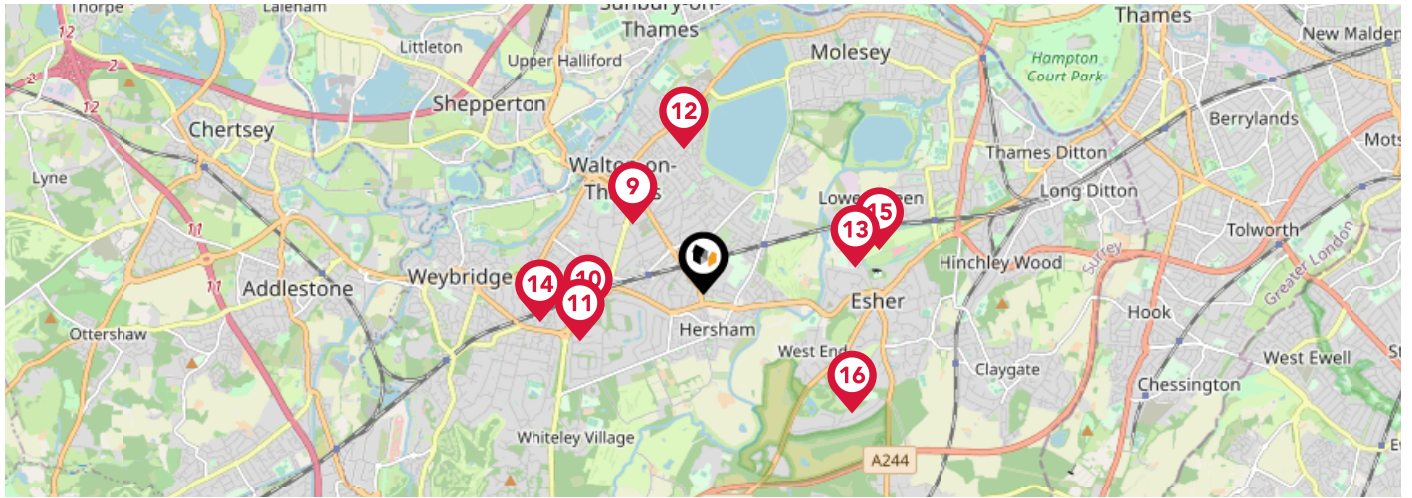 Thorpe
Laleham
Sunbury-on-
Thames
Thames
12
Littleton
Molesey
New Malden
Upper Halliford
Hampton
Court Park
2
2
12
Shepperton
12
Chertsey
Berrylands
Mots
Thames Ditton
Walton-on-
Thames
9
Lyne
Long Ditton
Lower Green
15
13
11
Tolworth
Surrey
Greater London
Hinchley Wood
Weybridge
14
10
11
11
Addlestone
Esher
Hook
Ottershaw
Hersham
West End
West Ewell
St
16
Claygate
Chessington
Whiteley Village
A244
E